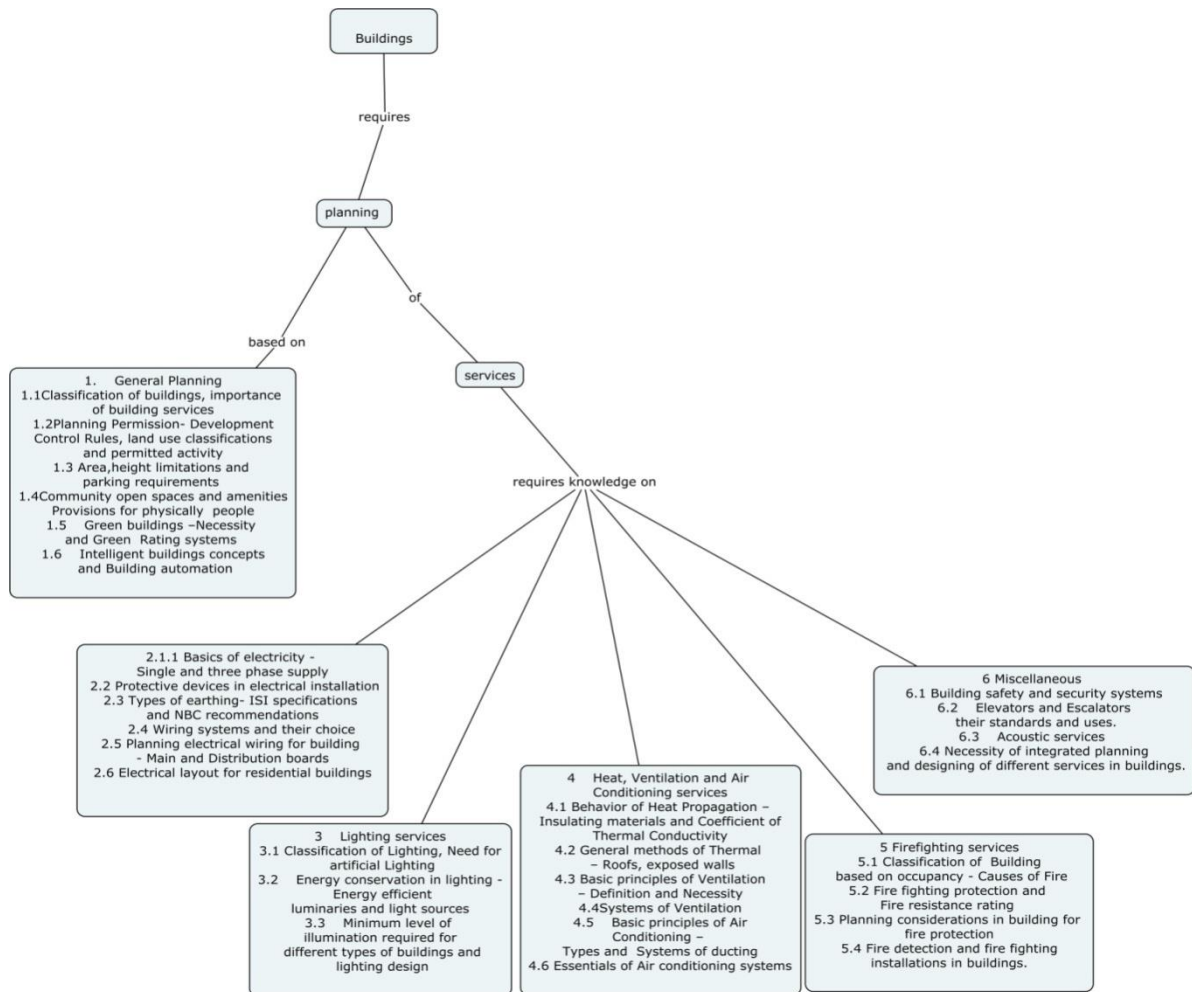 Buildings
requires
planning
of
based on
services
1. General Planning
1.1Classification of buildings, importance
of building services
1.2Planning Permission- Development
Control Rules, land use classifications
and permitted activity
1.3 Area,height limitations and
parking requirements
1.4Community open spaces and amenities
Provisions for physically people
1.5 Green buildings –Necessity
and Green Rating systems
1.6 Intelligent buildings concepts
and Building automation
requires knowledge on
2.1.1 Basics of electricity -
Single and three phase supply
2.2 Protective devices in electrical installation
2.3 Types of earthing- ISI specifications
and NBC recommendations
2.4 Wiring systems and their choice
2.5 Planning electrical wiring for building
- Main and Distribution boards
2.6 Electrical layout for residential buildings
3 Lighting services
3.1 Classification of Lighting, Need for
artificial Lighting
3.2 Energy conservation in lighting -
Energy efficient
luminaries and light sources
3.3 Minimum level of
illumination required for
different types of buildings and
lighting design
4 Heat, Ventilation and Air
Conditioning services
4.1 Behavior of Heat Propagation –
Insulating materials and Coefficient of
Thermal Conductivity
4.2 General methods of Thermal
– Roofs, exposed walls
4.3 Basic principles of Ventilation
– Definition and Necessity
4.4Systems of Ventilation
4.5 Basic principles of Air
Conditioning –
Types and Systems of ducting
4.6 Essentials of Air conditioning systems
5 Firefighting services
5.1 Classification of Building
based on occupancy - Causes of Fire
5.2 Fire fighting protection and
Fire resistance rating
5.3 Planning considerations in building for
fire protection
5.4 Fire detection and fire fighting
installations in buildings.
6 Miscellaneous
6.1 Building safety and security systems
6.2 Elevators and Escalators
their standards and uses.
6.3 Acoustic services
6.4 Necessity of integrated planning
and designing of different services in buildings.